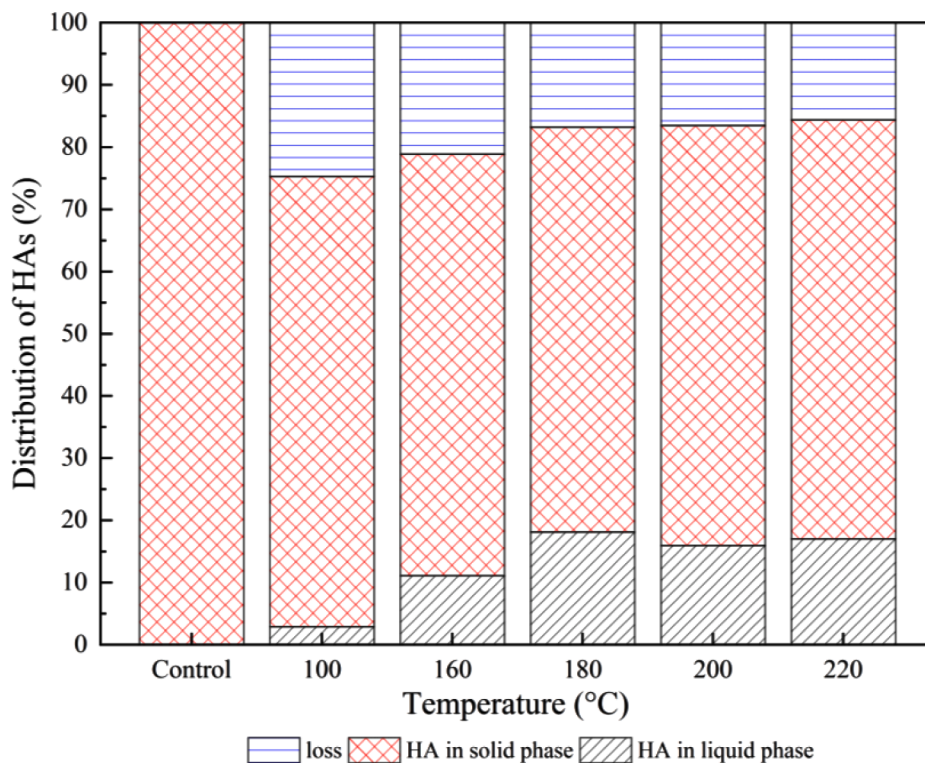 100
90
80
70
60
50
40
30
20
10
0
Distribution of HAs (%)
Control 100 160 180 200 220
Temperature (°C)
loss HA in solid phase HA in liquid phase